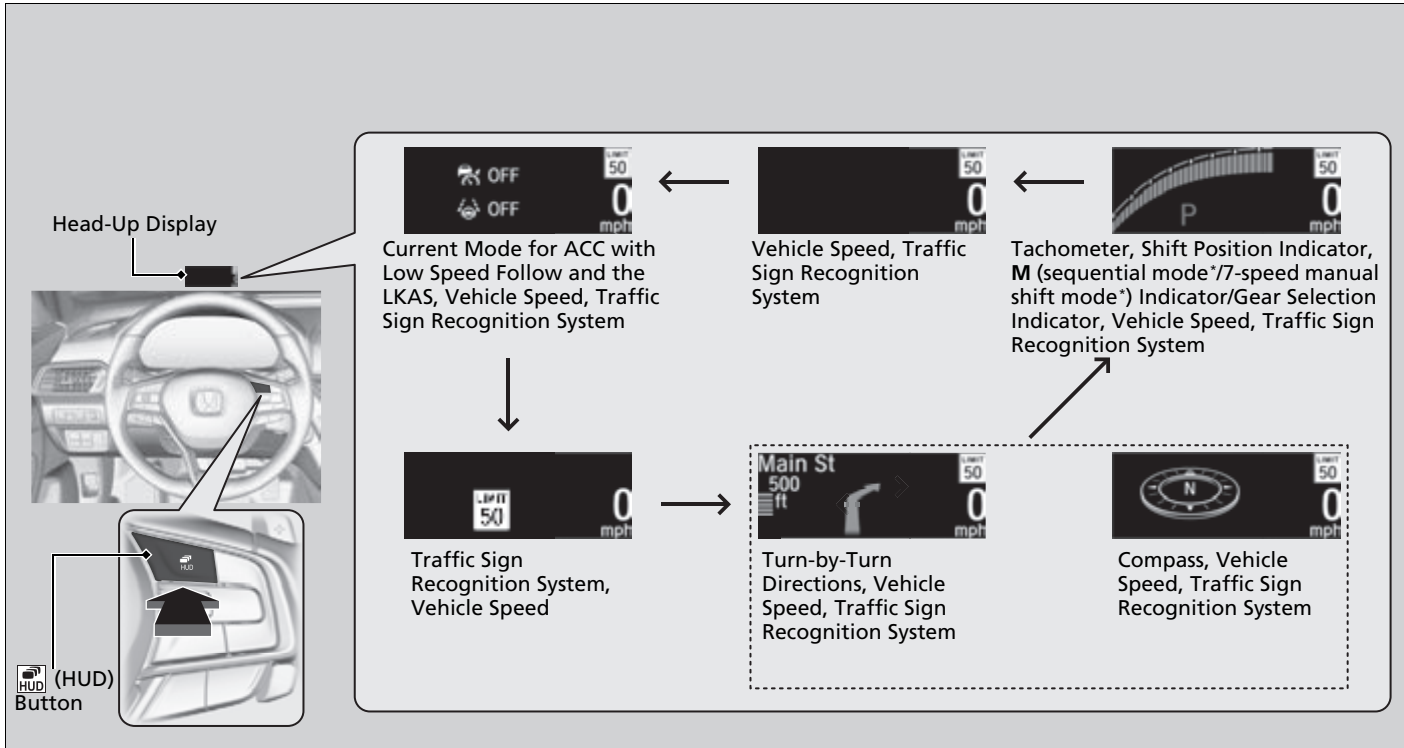 Head-Up Display
OFF
OFF
LIMIT
50
0
mph
Current Mode for ACC with
Low Speed Follow and the
LKAS, Vehicle Speed, Traffic
Sign Recognition System
LIMIT
50
0
mph
Vehicle Speed, Traffic
Sign Recognition
System
P
LIMIT
50
0
mph
Tachometer, Shift Position Indicator,
M (sequential mode*/7-speed manual
shift mode*) Indicator/Gear Selection
Indicator, Vehicle Speed, Traffic Sign
Recognition System
LIMIT
50
0
mph
Traffic Sign
Recognition System,
Vehicle Speed
Main St
500
ft
LIMIT
50
0
mph
Turn-by-Turn
Directions, Vehicle
Speed, Traffic Sign
Recognition System
N
LIMIT
50
0
mph
Compass, Vehicle
Speed, Traffic Sign
Recognition System
HUD
HUD (HUD)
Button